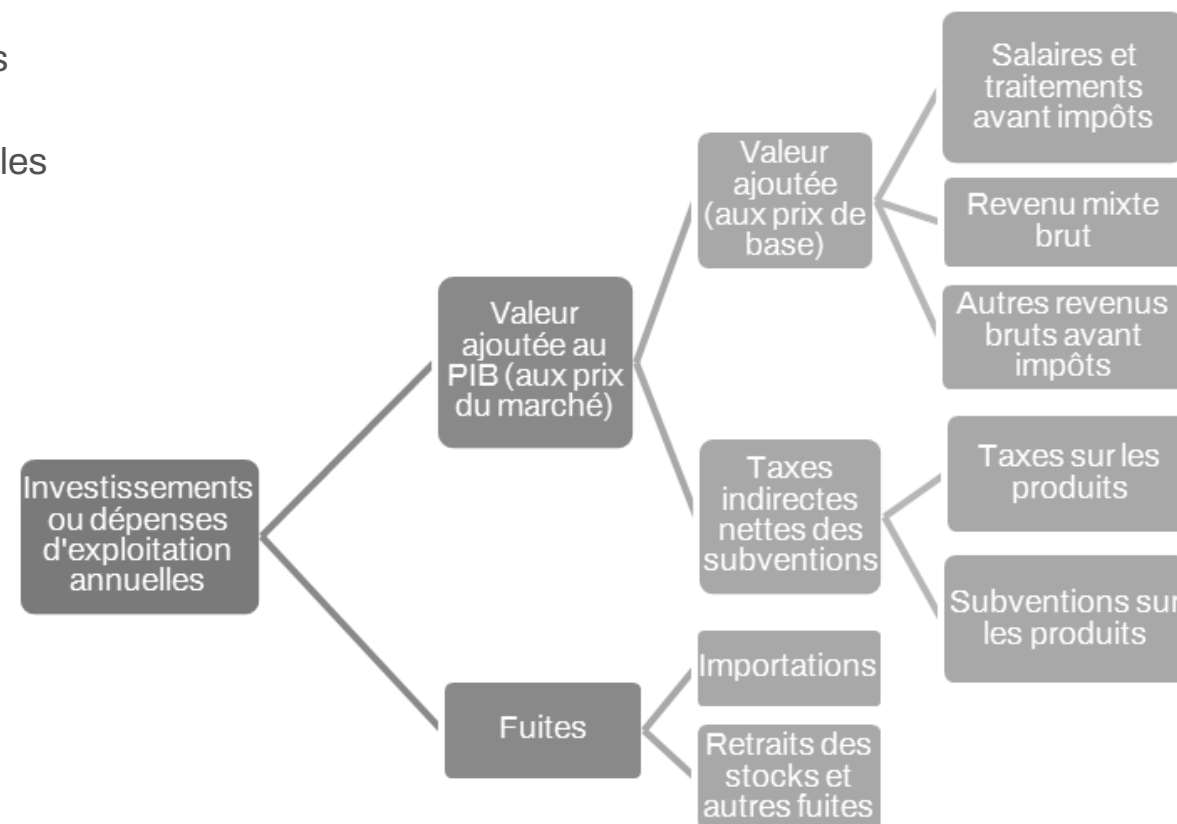 s
les
Investissements
ou dépenses
d'exploitation
annuelles
Valeur
ajoutée au
PIB (aux prix
du marché)
Fuites
Valeur
ajoutée
(aux prix de
base)
Taxes
indirectes
nettes des
subventions
Importations
Retraits des
stocks et
autres fuites
Salaires et
traitements
avant impôts
Revenu mixte
brut
Autres revenus
bruts avant
impôts
Taxes sur les
produits
Subventions sur
les produits